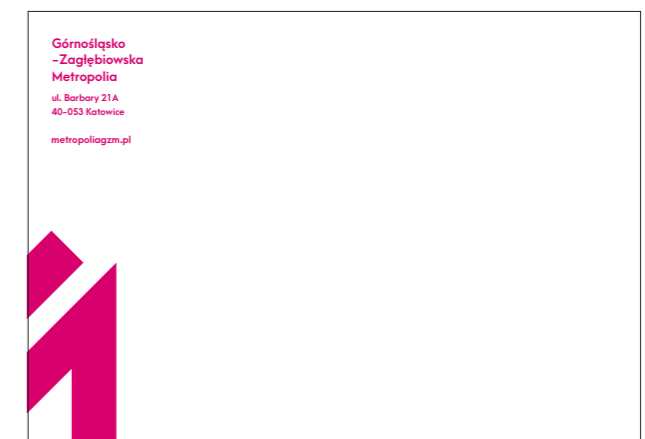 Górnośląsko
-Zagłębiowska
Metropolia
ul. Barbary 21A
40-053 Katowice
metropoliagzm.pl